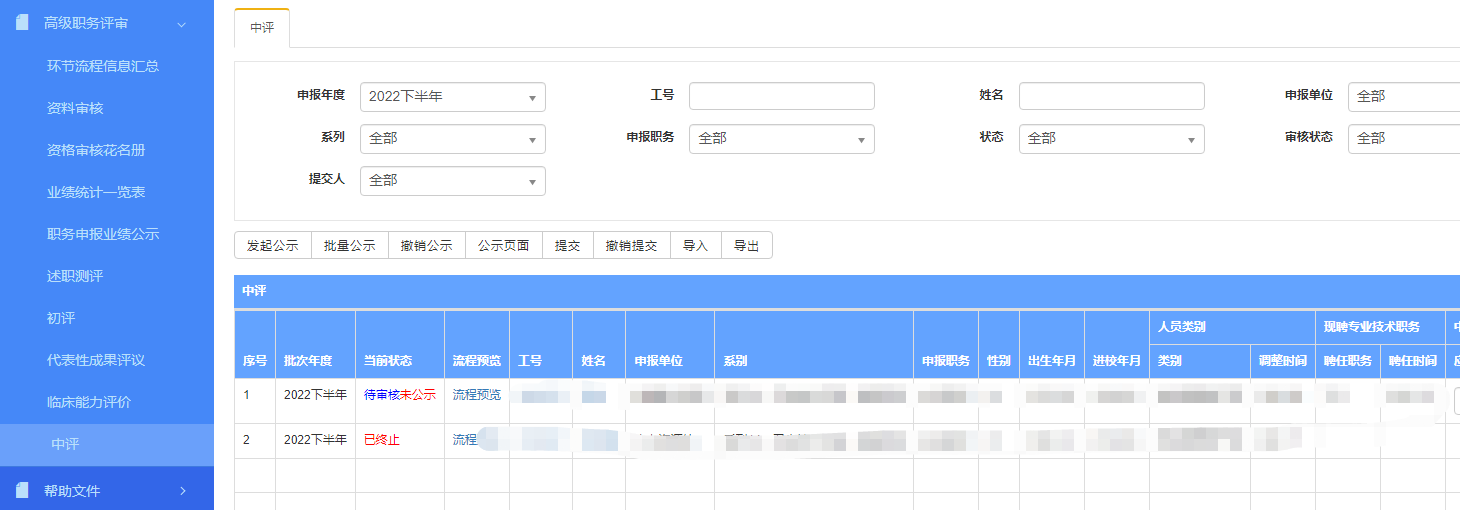 高级职务评审
环节流程信息汇总
资料审核
资格审核花名册
业绩统计一览表
职务申报业绩公示
述职测评
初评
代表性成果评议
临床能力评价
中评
帮助文件
中评
申报年度 2022下半年 工号 姓名 申报单位 全部
系列 全部 申报职务 全部 状态 全部 审核状态 全部
提交人 全部
发起公示 批量公示 撤销公示 公示页面 提交 撤销提交 导入 导出
中评
人员类别 现聘专业技术职务
序号 批次年度 当前状态 流程预览 工号 姓名 申报单位 系别 申报职务 性别 出生年月 进校年月 类别 调整时间 聘任职务 聘任时间
1 2022下半年 待审核未公示 流程预览
2 2022下半年 已终止 流程